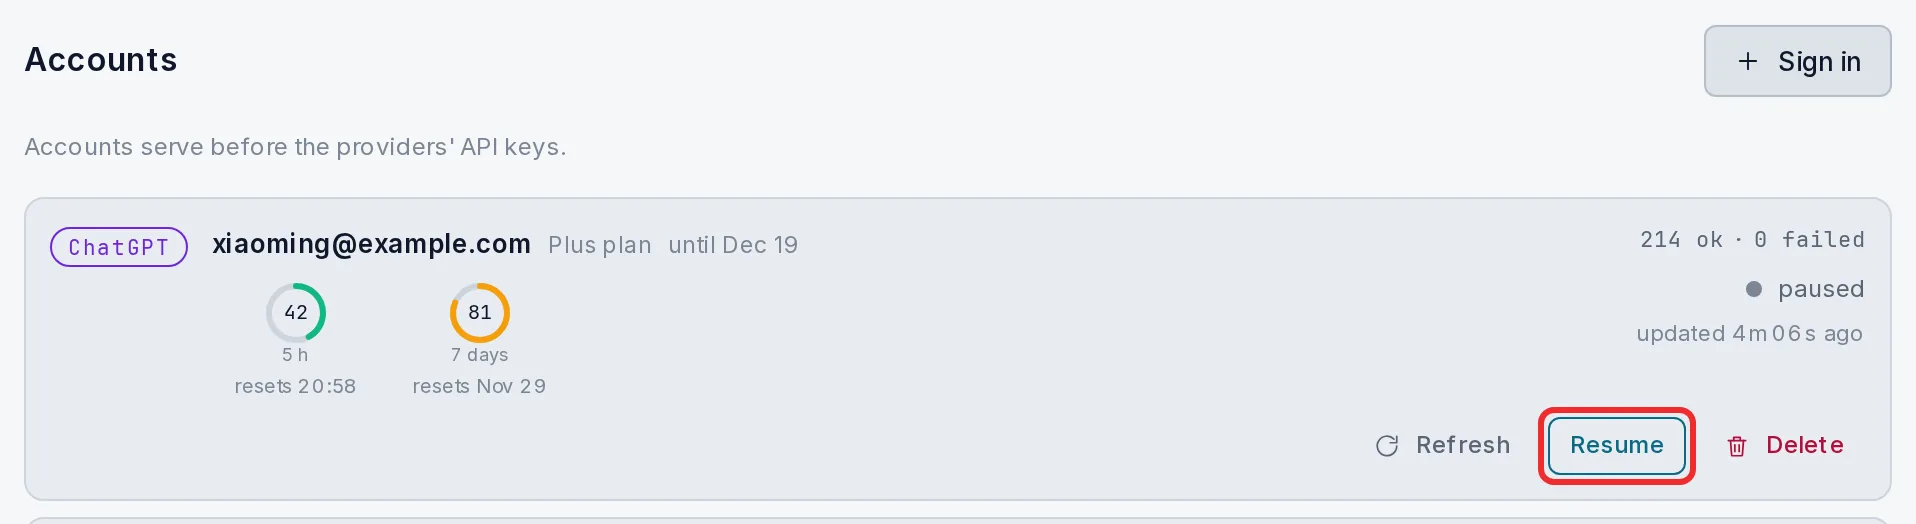 Accounts
+ Sign in
Accounts serve before the providers' API keys.
ChatGPT xiaoming@example.com Plus plan until Dec 19
214 ok · 0 failed
paused
updated 4m06s ago
42
5 h
resets 20:58
81
7 days
resets Nov 29
Refresh Resume Delete